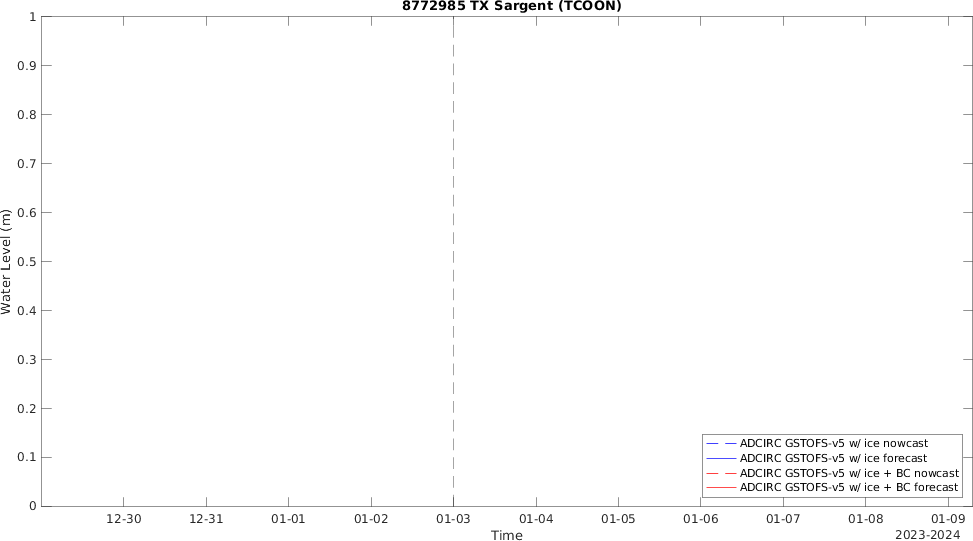 8772985 TX Sargent (TCOON)
1
0.9
0.8
0.7
0.6
0.5
0.4
0.3
0.2
0.1
0
Water Level (m)
ADCIRC GSTOFS-v5 w/ ice nowcast
ADCIRC GSTOFS-v5 w/ ice forecast
ADCIRC GSTOFS-v5 w/ ice + BC nowcast
ADCIRC GSTOFS-v5 w/ ice + BC forecast
12-30 12-31 01-01 01-02 01-03 01-04 01-05 01-06 01-07 01-08 01-09
Time
2023-2024